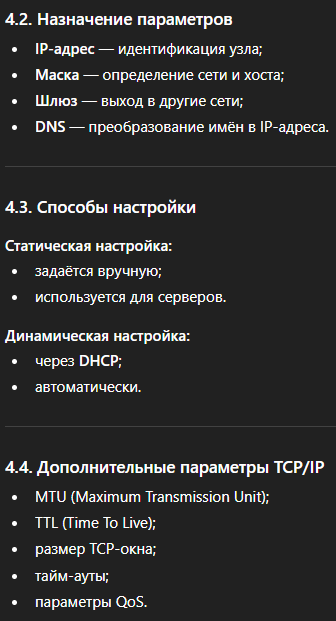 4.2. Назначение параметров
• IP-адрес — идентификация узла;
• Маска — определение сети и хоста;
• Шлюз — выход в другие сети;
• DNS — преобразование имён в IP-адреса.
4.3. Способы настройки
Статическая настройка:
• задаётся вручную;
• используется для серверов.
Динамическая настройка:
• через DHCP;
• автоматически.
4.4. Дополнительные параметры TCP/IP
• MTU (Maximum Transmission Unit);
• TTL (Time To Live);
• размер TCP-окна;
• тайм-ауты;
• параметры QoS.